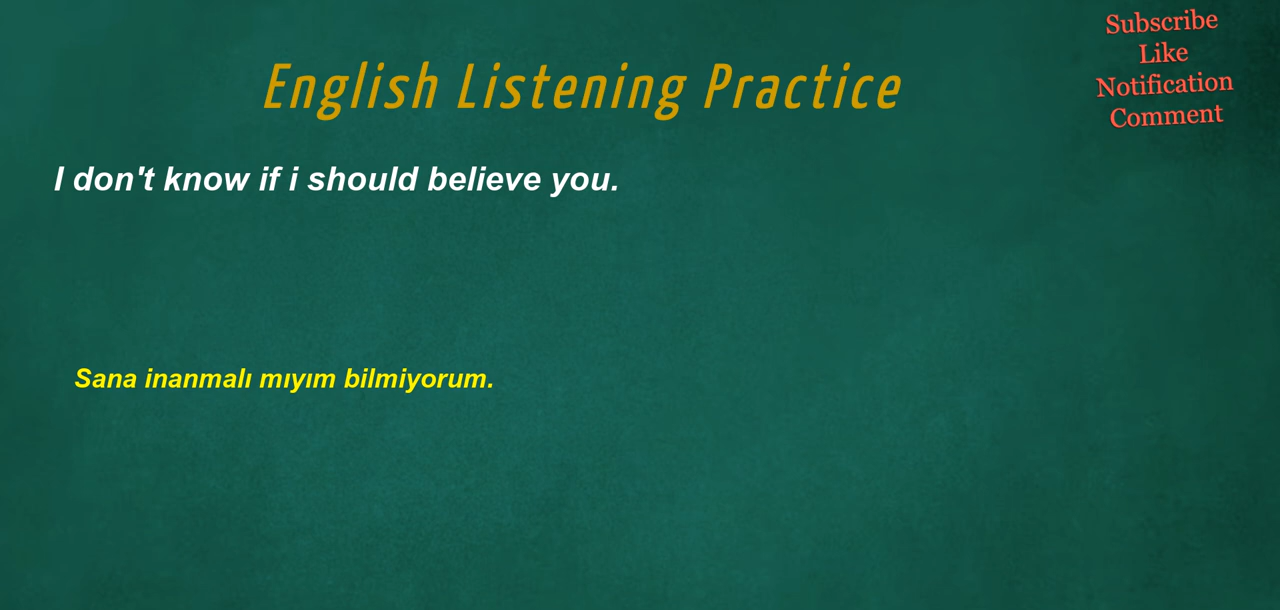 English Listening Practice
Subscribe
Like
Notification
Comment
I don't know if i should believe you.
Sana inanmalı mıyım bilmiyorum.